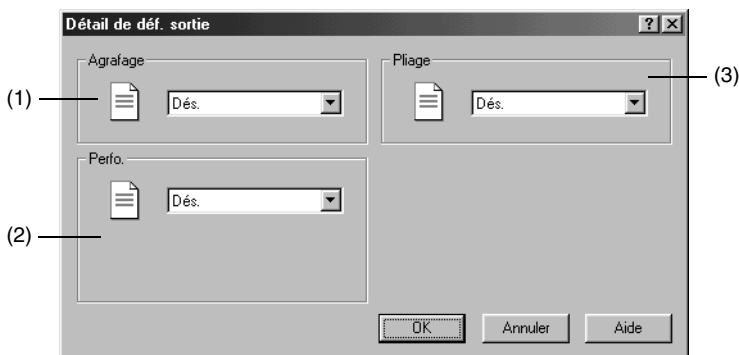 Détail de déf. sortie
Agrafage
Pliage
(1)
Dés.
Dés.
(3)
Perfo.
Dés.
(2)
OK
Annuler
Aide